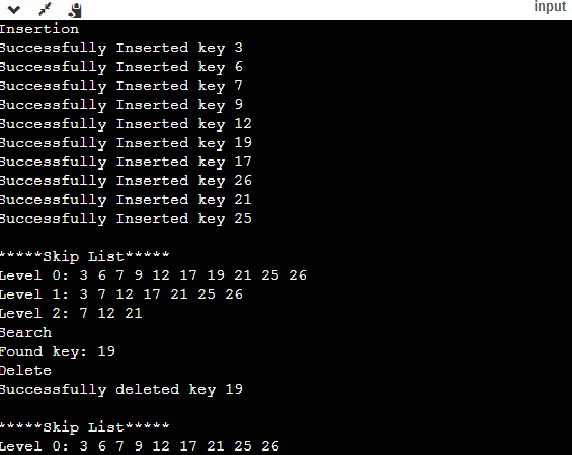 input
Insertion
Successfully Inserted key 3
Successfully Inserted key 6
Successfully Inserted key 7
Successfully Inserted key 9
Successfully Inserted key 12
Successfully Inserted key 19
Successfully Inserted key 17
Successfully Inserted key 26
Successfully Inserted key 21
Successfully Inserted key 25
*****Skip List*****
Level 0: 3 6 7 9 12 17 19 21 25 26
Level 1: 3 7 12 17 21 25 26
Level 2: 7 12 21
Search
Found key: 19
Delete
Successfully deleted key 19
*****Skip List*****
Level 0: 3 6 7 9 12 17 21 25 26